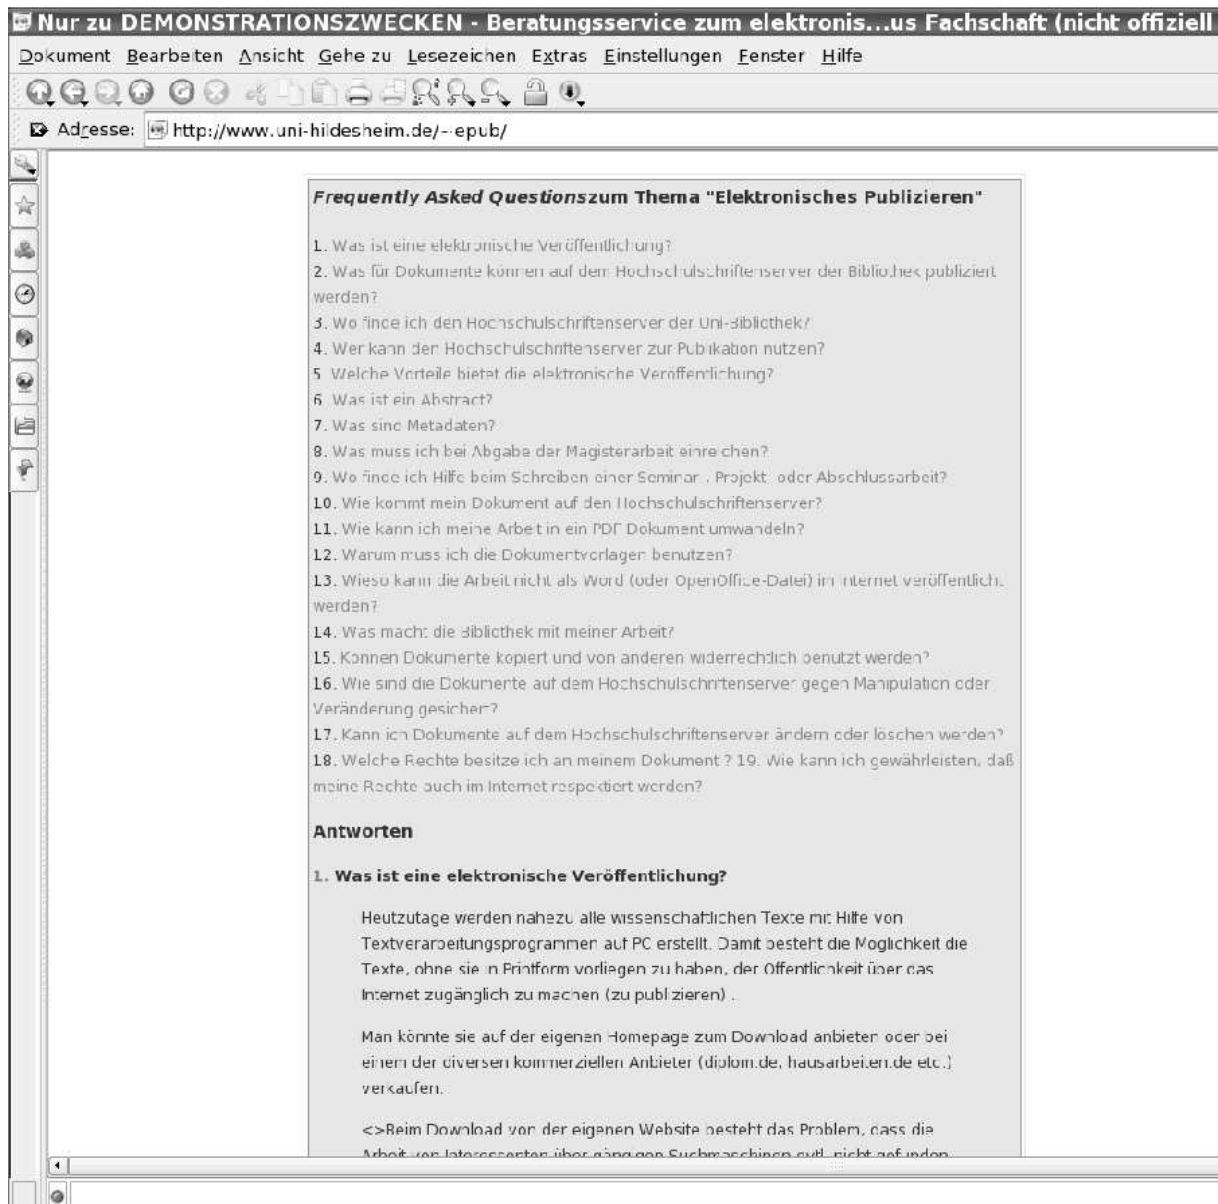 Nur zu DEMONSTRATIONSZWECKEN - Beratungsservice zum elektronis...us Fachschaft (nicht offiziell
Dokument Bearbeiten Ansicht Gehe zu Lesezeichen Extras Einstellungen Fenster Hilfe
Adresse: http://www.uni-hildesheim.de/~epub/
Frequently Asked Questionszum Thema "Elektronisches Publizieren"
1. Was ist eine elektronische Veröffentlichung?
2. Was für Dokumente können auf dem Hochschulschriftenserver der Bibliothek publiziert
werden?
3. Wo finde ich den Hochschulschriftenserver der Uni-Bibliothek?
4. Wer kann den Hochschulschriftenserver zur Publikation nutzen?
5. Welche Vorteile bietet die elektronische Veröffentlichung?
6. Was ist ein Abstract?
7. Was sind Metadaten?
8. Was muss ich bei Abgabe der Magisterarbeit einreichen?
9. Wo finde ich Hilfe beim Schreiben einer Seminar-, Projekt- oder Abschlussarbeit?
10. Wie kommt mein Dokument auf den Hochschulschriftenserver?
11. Wie kann ich meine Arbeit in ein PDF Dokument umwandeln?
12. Warum muss ich die Dokumentvorlagen benutzen?
13. Wieso kann die Arbeit nicht als Word (oder OpenOffice-Datei) im Internet veröffentlicht
werden?
14. Was macht die Bibliothek mit meiner Arbeit?
15. Können Dokumente kopiert und von anderen widerrechtlich benutzt werden?
16. Wie sind die Dokumente auf dem Hochschulschriftenserver gegen Manipulation oder
Veränderung gesichert?
17. Kann ich Dokumente auf dem Hochschulschriftenserver ändern oder löschen werden?
18. Welche Rechte besitze ich an meinem Dokument ? 19. Wie kann ich gewährleisten, daß
meine Rechte auch im Internet respektiert werden?
Antworten
1. Was ist eine elektronische Veröffentlichung?
Heutzutage werden nahezu alle wissenschaftlichen Texte mit Hilfe von
Textverarbeitungsprogrammen auf PC erstellt. Damit besteht die Möglichkeit die
Texte, ohne sie in Printform vorliegen zu haben, der Öffentlichkeit über das
Internet zugänglich zu machen (zu publizieren) .
Man könnte sie auf der eigenen Homepage zum Download anbieten oder bei
einem der diversen kommerziellen Anbieter (diplom.de, hausarbeiten.de etc.)
verkaufen.
<>Beim Download von der eigenen Website besteht das Problem, dass die
Arbeit von Interessenten über gängigen Suchmaschinen evtl. nicht gefunden